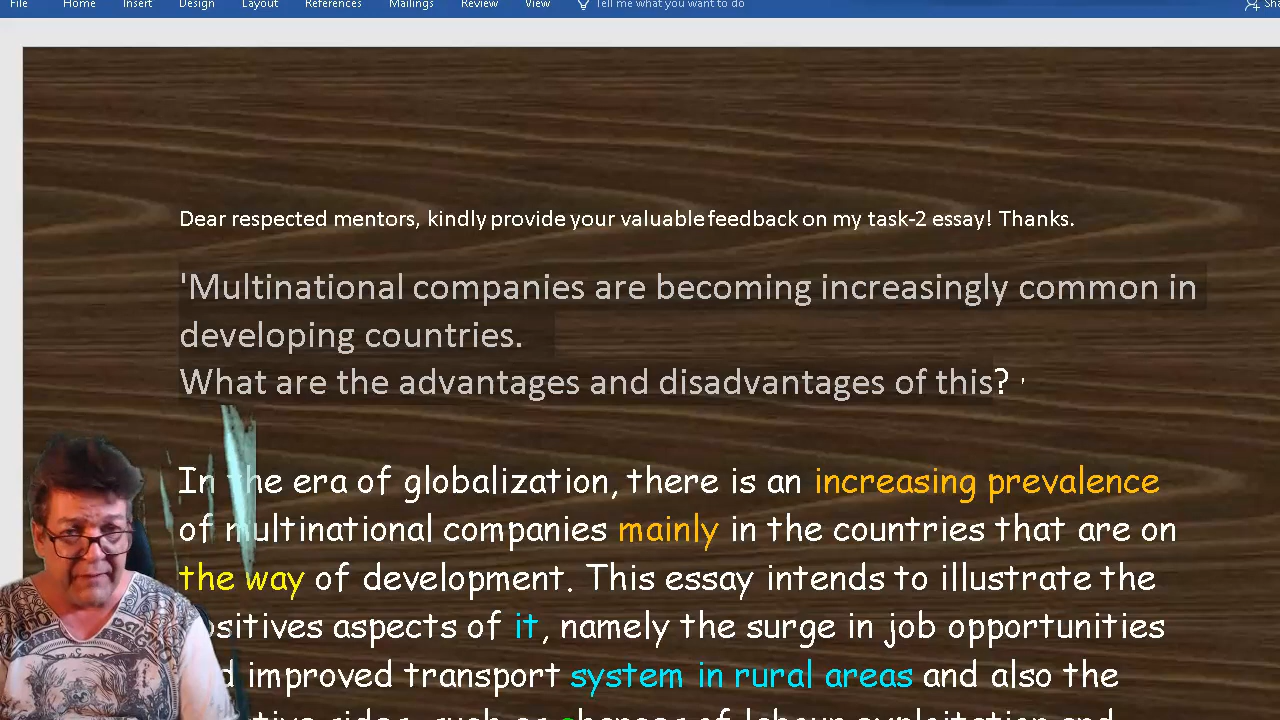 File Home Insert Design Layout References Mailings Review View Tell me what you want to do
Dear respected mentors, kindly provide your valuable feedback on my task-2 essay! Thanks.
'Multinational companies are becoming increasingly common in
developing countries.
What are the advantages and disadvantages of this? '
In the era of globalization, there is an increasing prevalence
of multinational companies mainly in the countries that are on
the way of development. This essay intends to illustrate the
ositives aspects of it, namely the surge in job opportunities
improved transport system in rural areas and also the